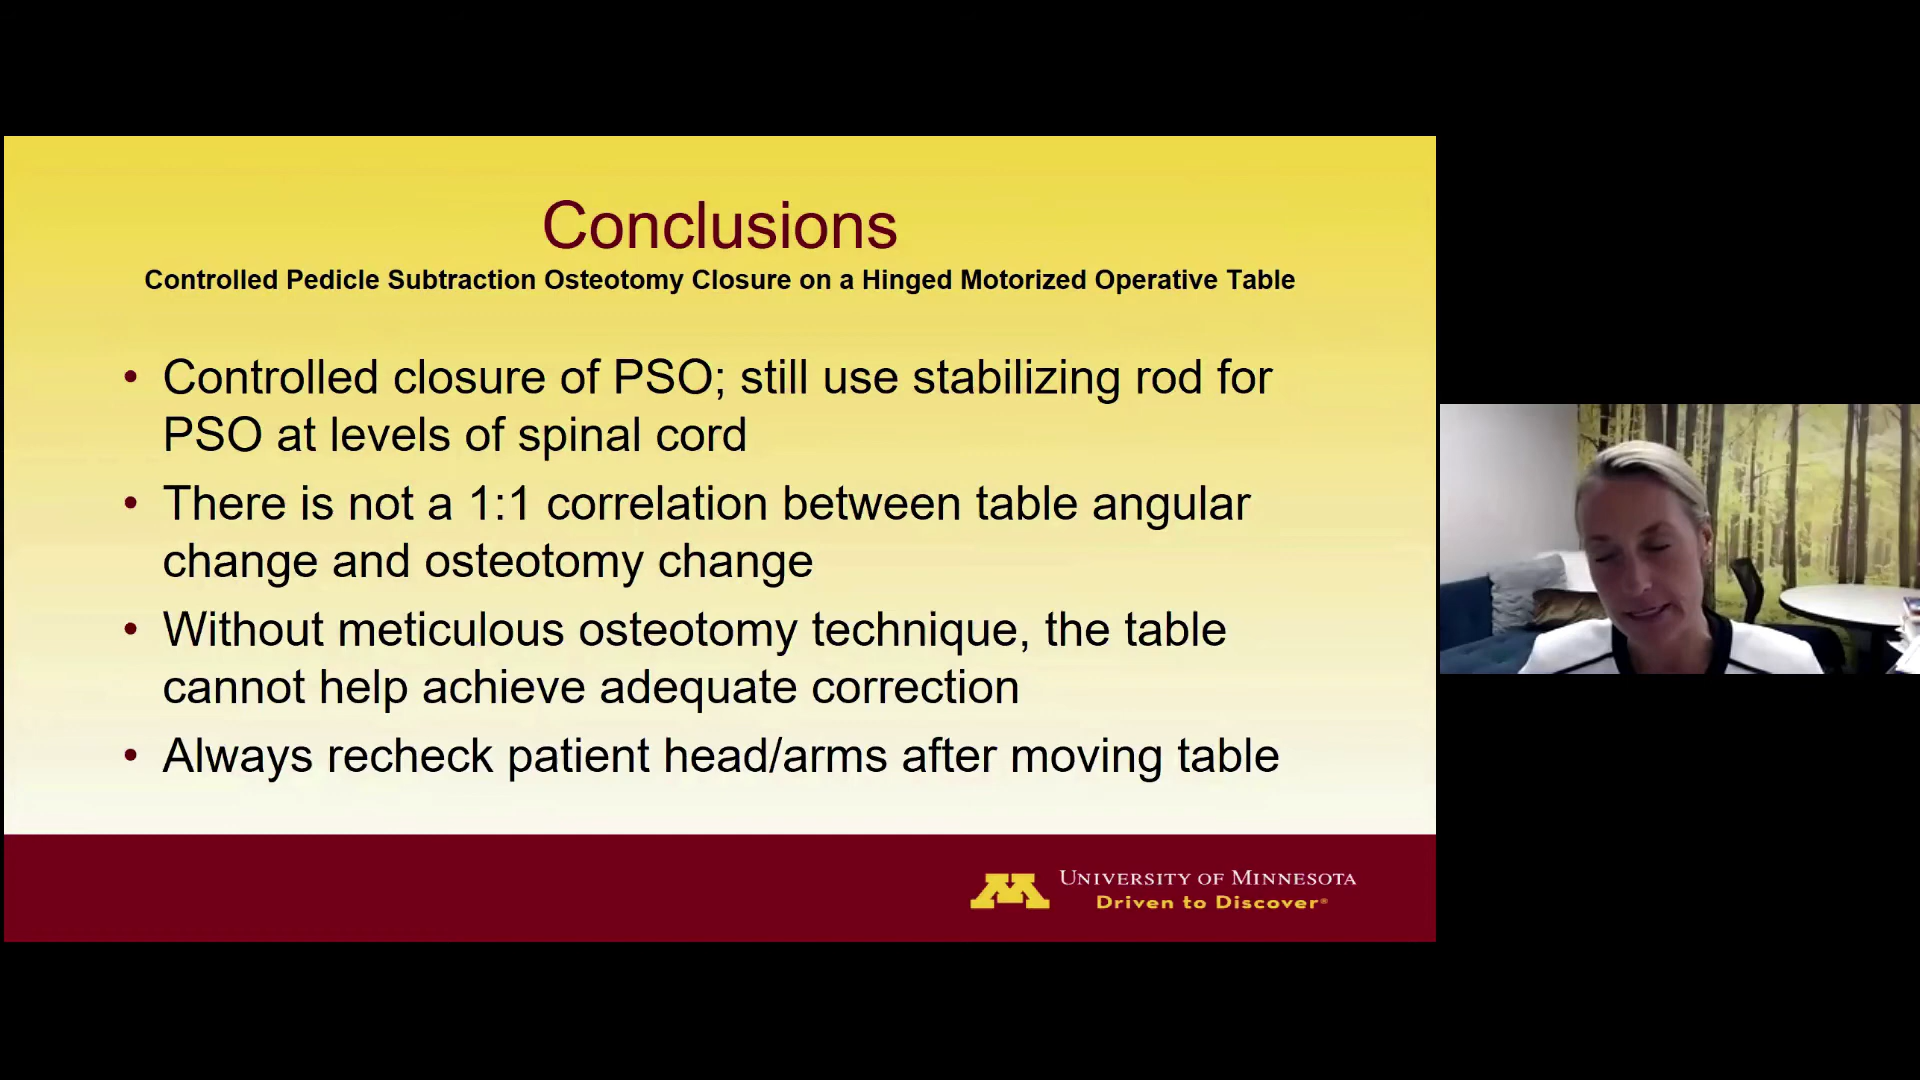 Conclusions
Controlled Pedicle Subtraction Osteotomy Closure on a Hinged Motorized Operative Table
• Controlled closure of PSO; still use stabilizing rod for
PSO at levels of spinal cord
• There is not a 1:1 correlation between table angular
change and osteotomy change
• Without meticulous osteotomy technique, the table
cannot help achieve adequate correction
• Always recheck patient head/arms after moving table
M
UNIVERSITY OF MINNESOTA
Driven to Discover®